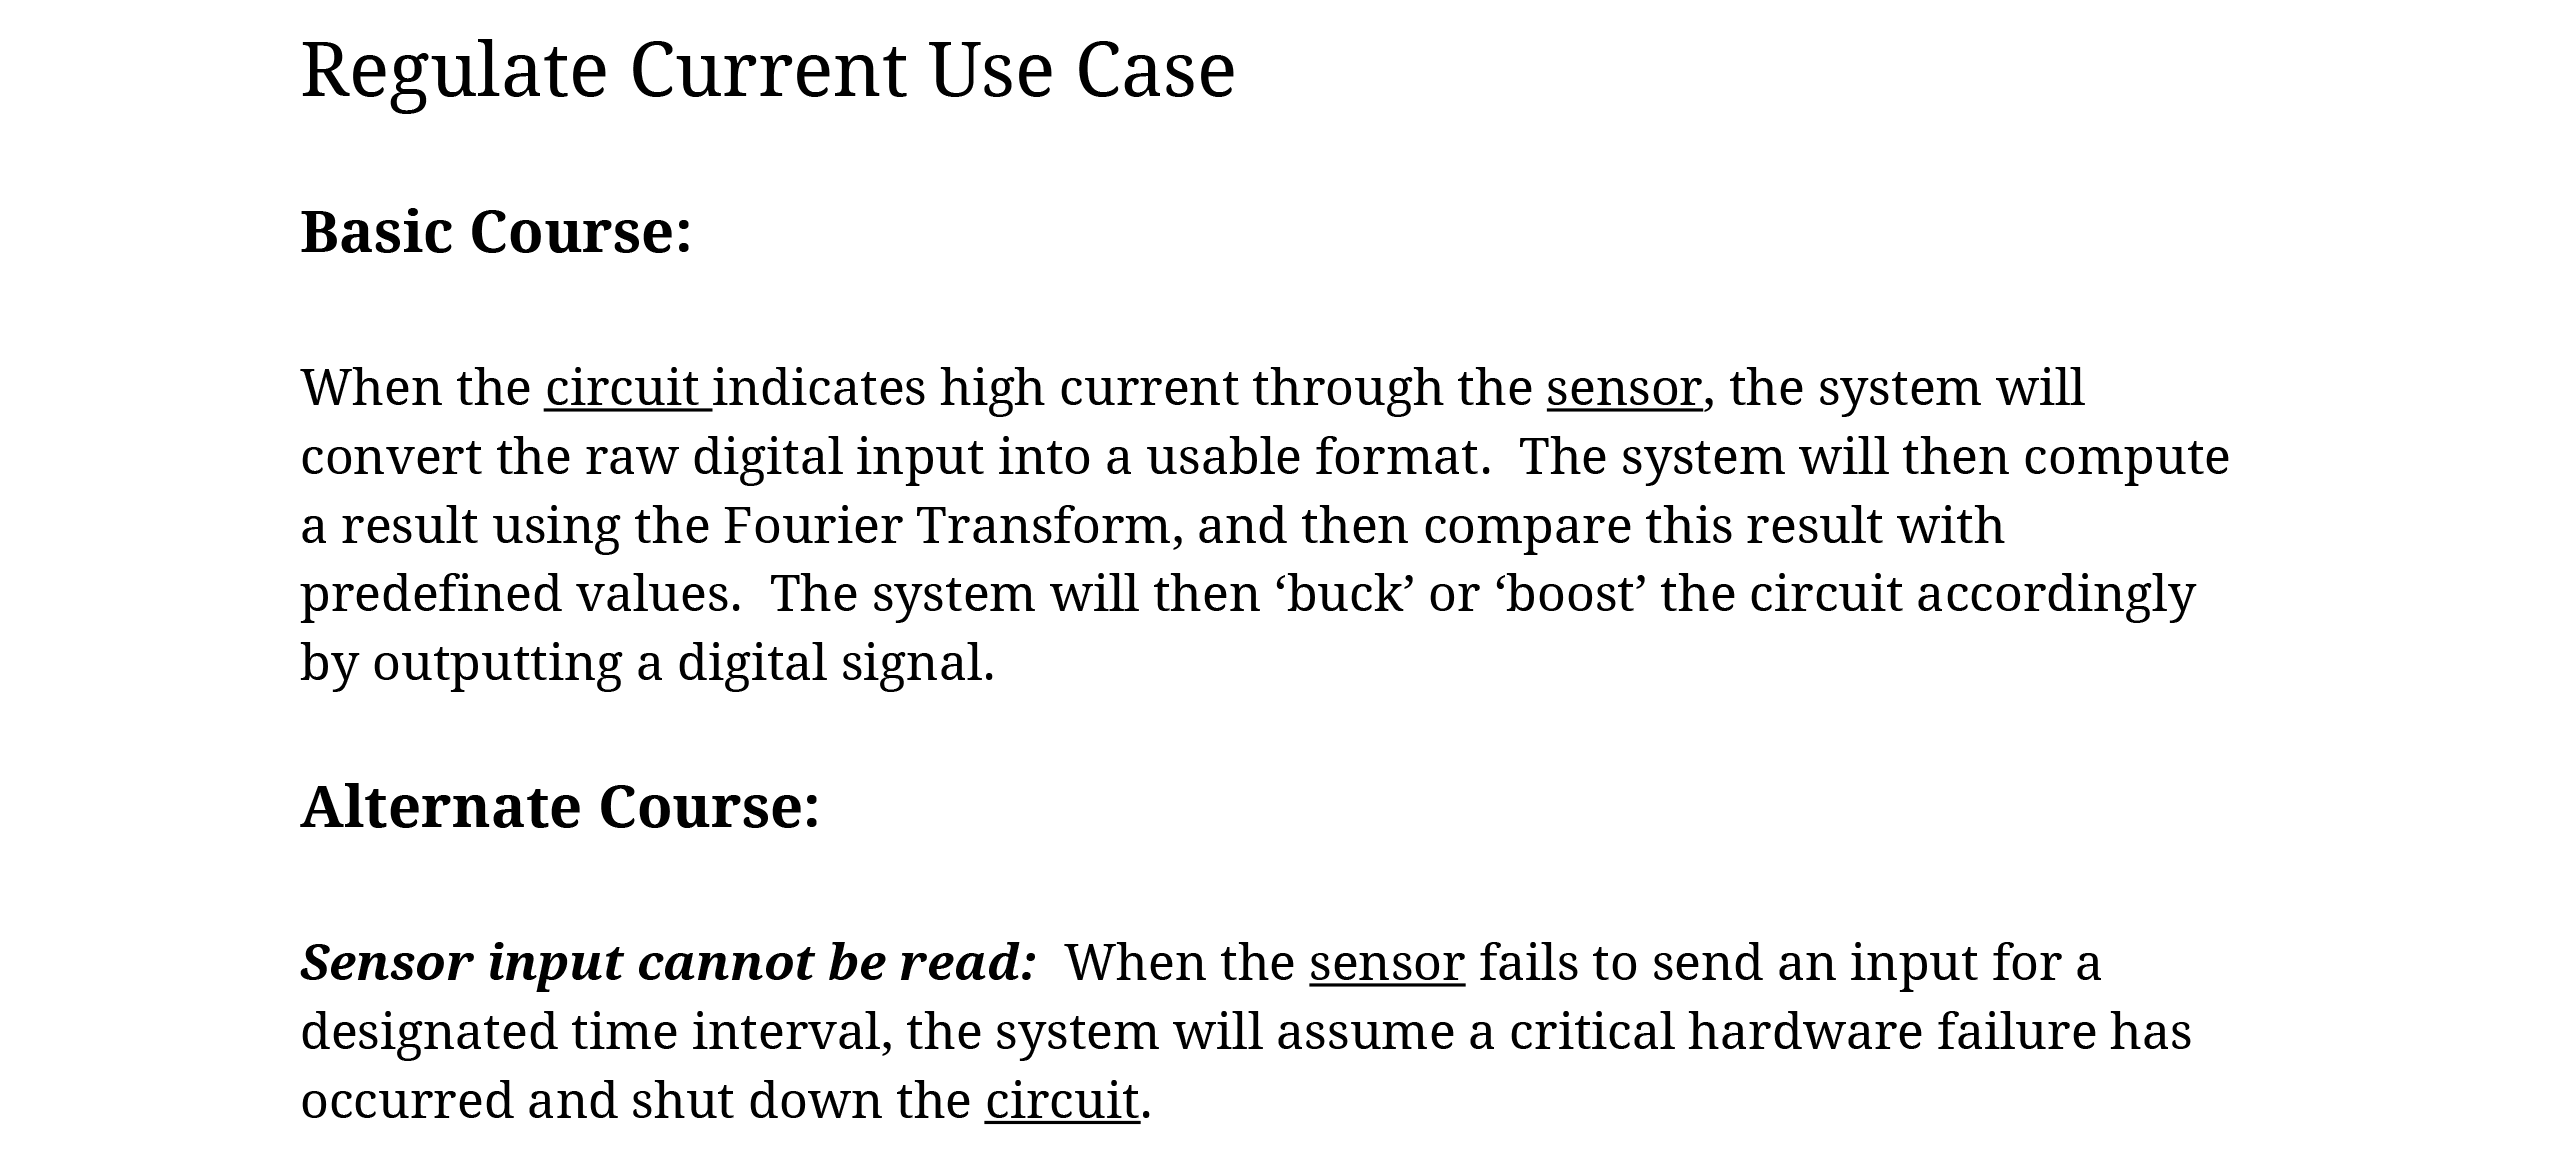 Regulate Current Use Case
Basic Course:
When the circuit indicates high current through the sensor, the system will
convert the raw digital input into a usable format.  The system will then compute
a result using the Fourier Transform, and then compare this result with
predefined values.  The system will then ‘buck’ or ‘boost’ the circuit accordingly
by outputting a digital signal.
Alternate Course:
Sensor input cannot be read:  When the sensor fails to send an input for a
designated time interval, the system will assume a critical hardware failure has
occurred and shut down the circuit.